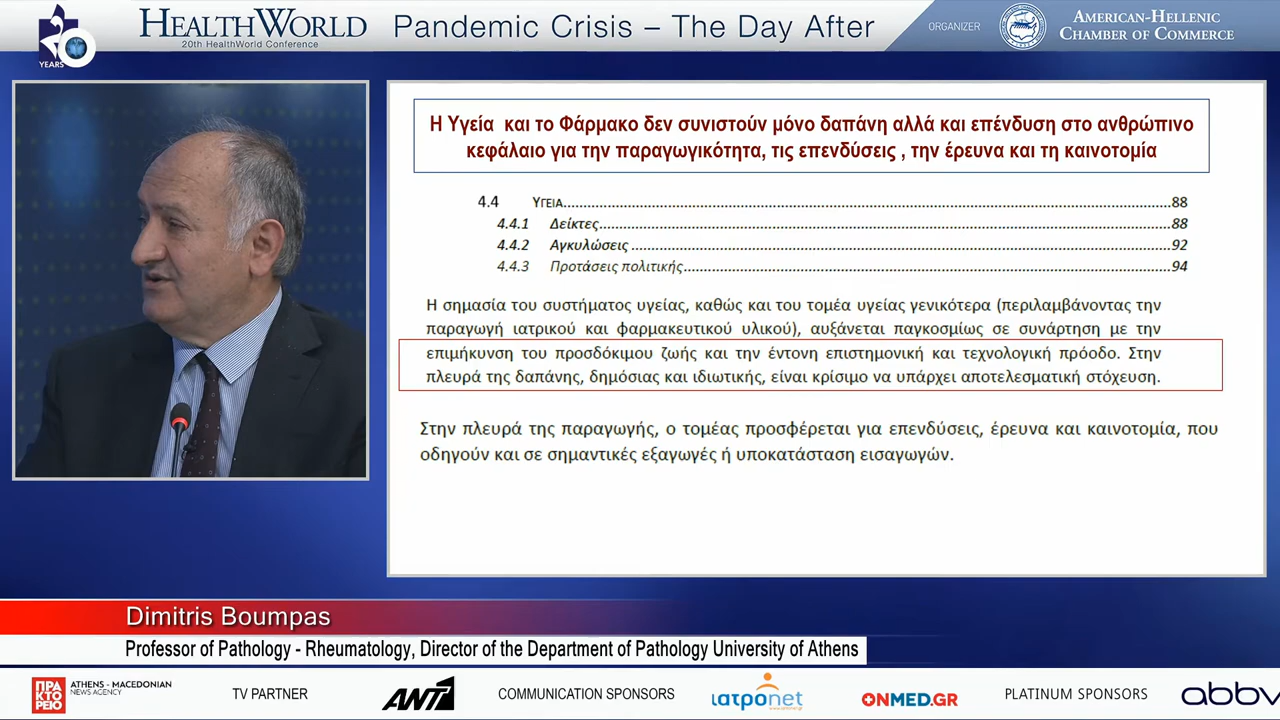 20
YEARS
HEALTHWORLD
20th HealthWorld Conference
Pandemic Crisis – The Day After
ORGANIZER
AMERICAN-HELLENIC
CHAMBER OF COMMERCE
Η Υγεία και το Φάρμακο δεν συνιστούν μόνο δαπάνη αλλά και επένδυση στο ανθρώπινο
κεφάλαιο για την παραγωγικότητα, τις επενδύσεις , την έρευνα και τη καινοτομία
4.4 ΥΓΕΙΑ 88
4.4.1 Δείκτες 88
4.4.2 Αγκυλώσεις 92
4.4.3 Προτάσεις πολιτικής 94
Η σημασία του συστήματος υγείας, καθώς και του τομέα υγείας γενικότερα (περιλαμβάνοντας την
παραγωγή ιατρικού και φαρμακευτικού υλικού), αυξάνεται παγκοσμίως σε συνάρτηση με την
επιμήκυνση του προσδόκιμου ζωής και την έντονη επιστημονική και τεχνολογική πρόοδο. Στην
πλευρά της δαπάνης, δημόσιας και ιδιωτικής, είναι κρίσιμο να υπάρχει αποτελεσματική στόχευση.
Στην πλευρά της παραγωγής, ο τομέας προσφέρεται για επενδύσεις, έρευνα και καινοτομία, που
οδηγούν και σε σημαντικές εξαγωγές ή υποκατάσταση εισαγωγών.
Dimitris Boumpas
Professor of Pathology - Rheumatology, Director of the Department of Pathology University of Athens
ΠΡΑ
ΚΤΟ
ΡΕΙΟ
ATHENS - MACEDONIAN
NEWS AGENCY
TV PARTNER
ANT1
COMMUNICATION SPONSORS
ιατροnet
ONMED.GR
PLATINUM SPONSORS
abbv